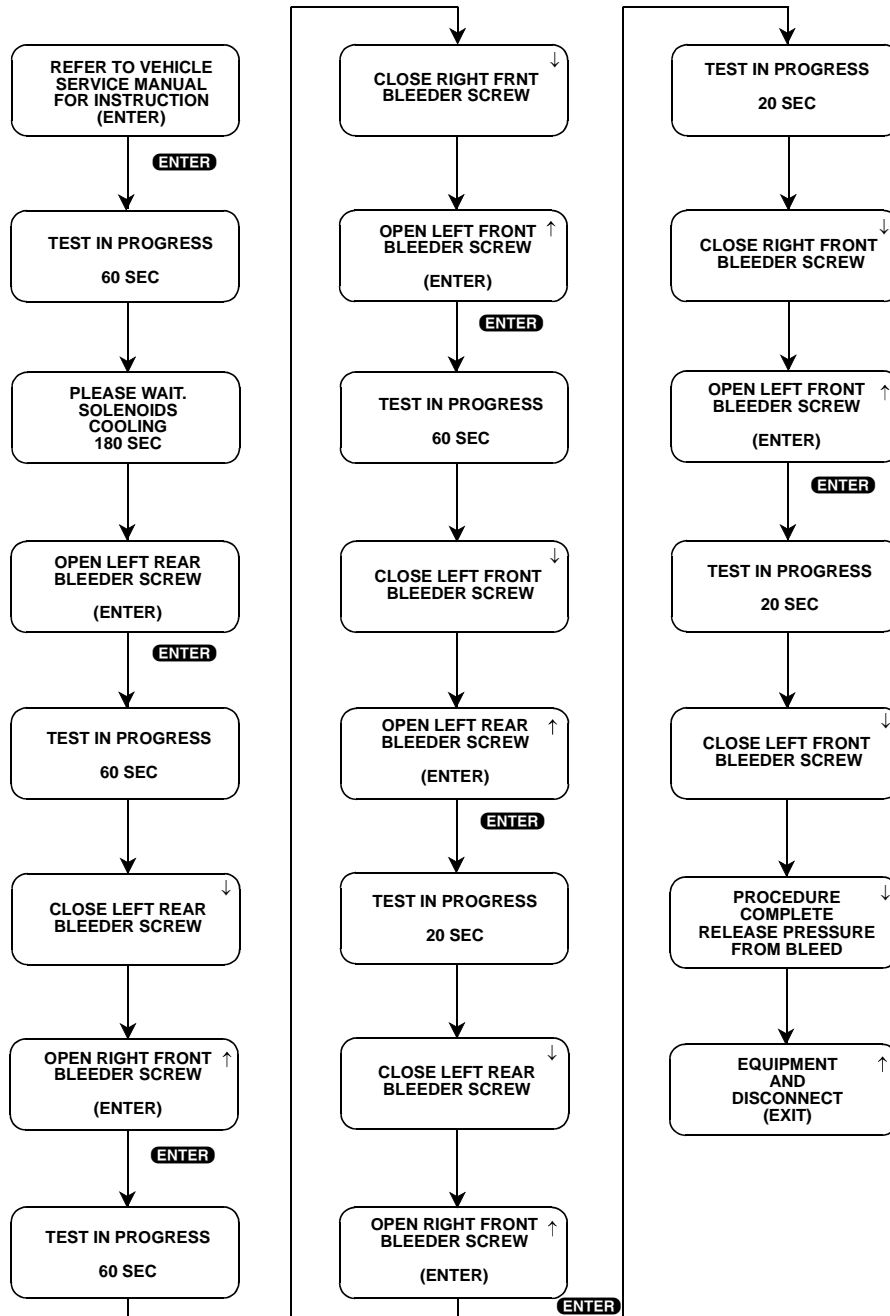 REFER TO VEHICLE
SERVICE MANUAL
FOR INSTRUCTION
(ENTER)
ENTER
TEST IN PROGRESS
60 SEC
PLEASE WAIT.
SOLENOIDS
COOLING
180 SEC
OPEN LEFT REAR
BLEEDER SCREW
(ENTER)
ENTER
TEST IN PROGRESS
60 SEC
↓
CLOSE LEFT REAR
BLEEDER SCREW
OPEN RIGHT FRONT ↑
BLEEDER SCREW
(ENTER)
ENTER
TEST IN PROGRESS
60 SEC
↓
CLOSE RIGHT FRNT
BLEEDER SCREW
OPEN LEFT FRONT ↑
BLEEDER SCREW
(ENTER)
ENTER
TEST IN PROGRESS
60 SEC
↓
CLOSE LEFT FRONT
BLEEDER SCREW
OPEN LEFT REAR ↑
BLEEDER SCREW
(ENTER)
ENTER
TEST IN PROGRESS
20 SEC
↓
CLOSE LEFT REAR
BLEEDER SCREW
OPEN RIGHT FRONT ↑
BLEEDER SCREW
(ENTER)
ENTER
TEST IN PROGRESS
20 SEC
↓
CLOSE RIGHT FRONT
BLEEDER SCREW
OPEN LEFT FRONT ↑
BLEEDER SCREW
(ENTER)
ENTER
TEST IN PROGRESS
20 SEC
↓
CLOSE LEFT FRONT
BLEEDER SCREW
PROCEDURE ↓
COMPLETE
RELEASE PRESSURE
FROM BLEED
EQUIPMENT ↑
AND
DISCONNECT
(EXIT)